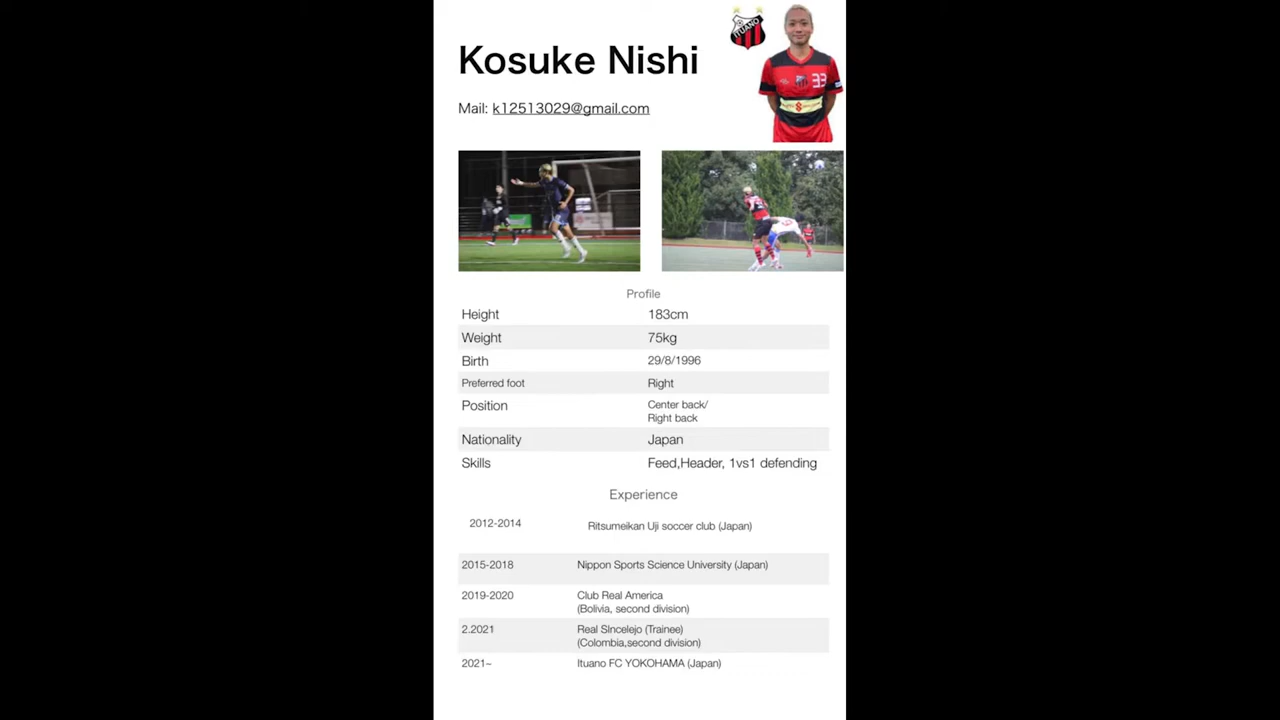 ITUANO
33
Kosuke Nishi
Mail: k12513029@gmail.com
Profile
Height 183cm
Weight 75kg
Birth 29/8/1996
Preferred foot Right
Position Center back/
Right back
Nationality Japan
Skills Feed,Header, 1vs1 defending
Experience
2012-2014 Ritsumeikan Uji soccer club (Japan)
2015-2018 Nippon Sports Science University (Japan)
2019-2020 Club Real America
(Bolivia, second division)
2.2021 Real SIncelejo (Trainee)
(Colombia,second division)
2021~ Ituano FC YOKOHAMA (Japan)